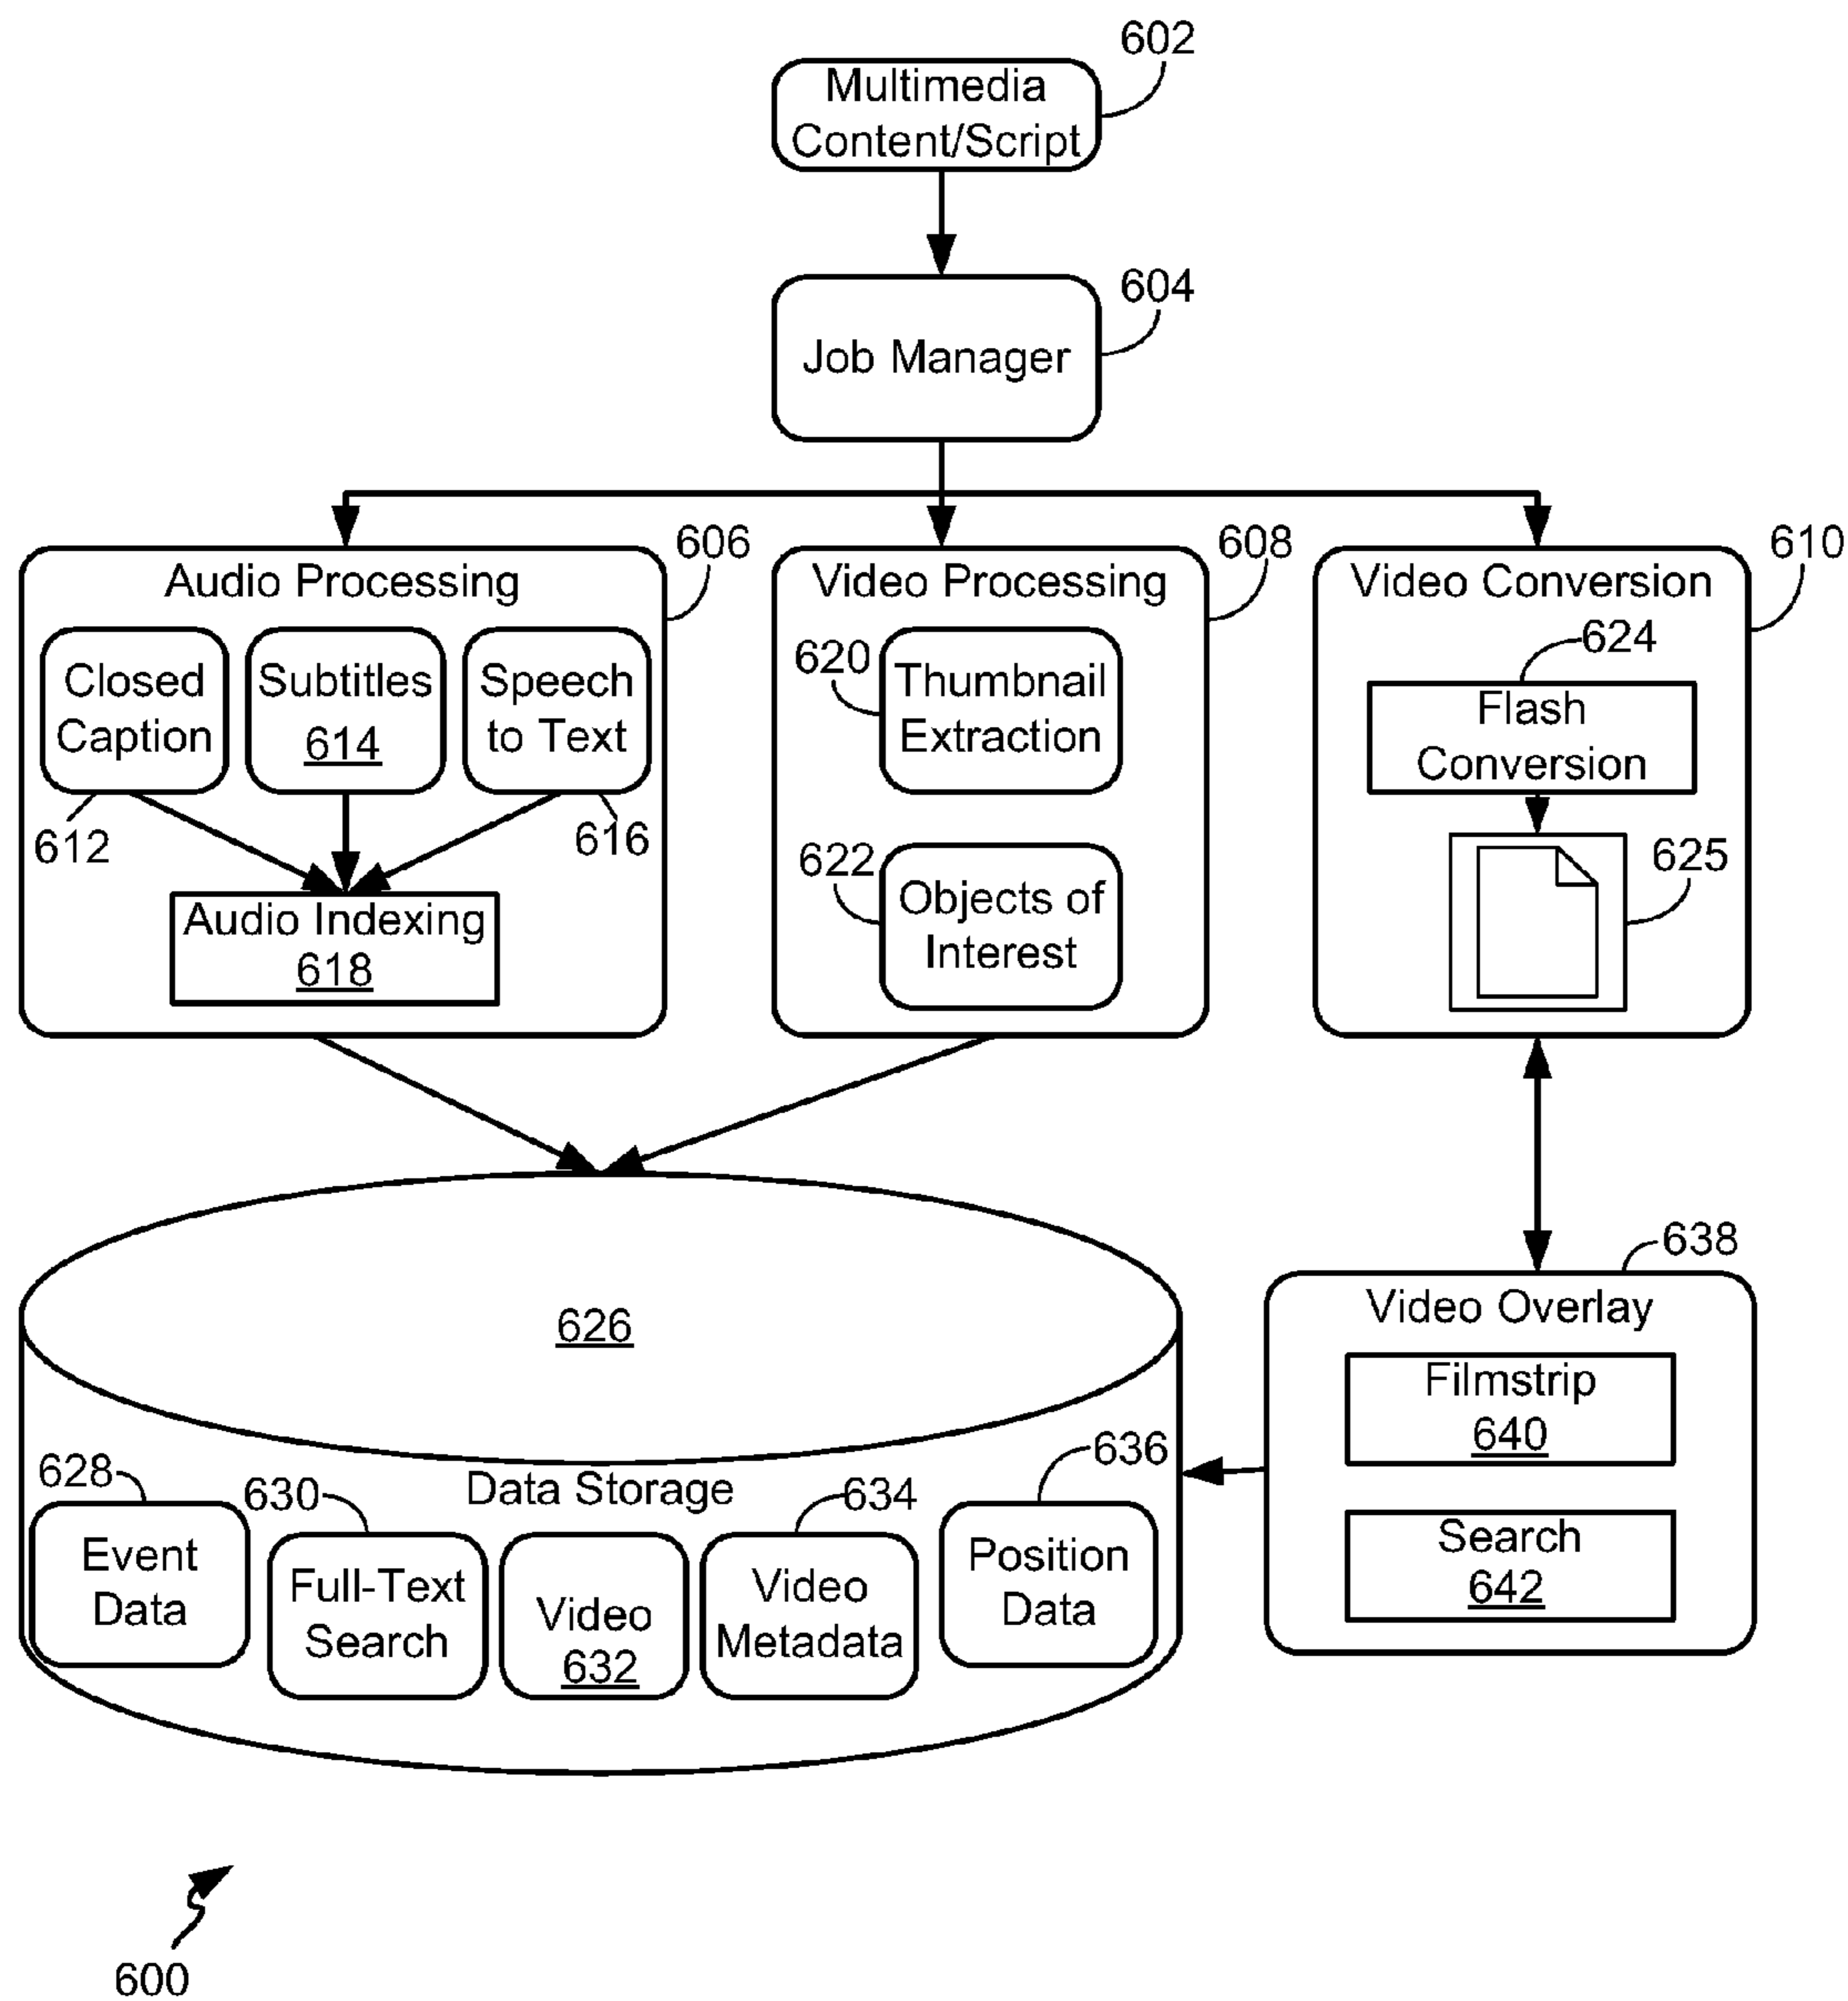 602
Multimedia
Content/Script
604
Job Manager
606
Audio Processing
Closed
Caption
612
Subtitles
614
Speech
to Text
616
Audio Indexing
618
608
Video Processing
620
Thumbnail
Extraction
622
Objects of
Interest
610
Video Conversion
624
Flash
Conversion
625
626
Data Storage
628
Event
Data
630
Full-Text
Search
Video
632
634
Video
Metadata
636
Position
Data
638
Video Overlay
Filmstrip
640
Search
642
600